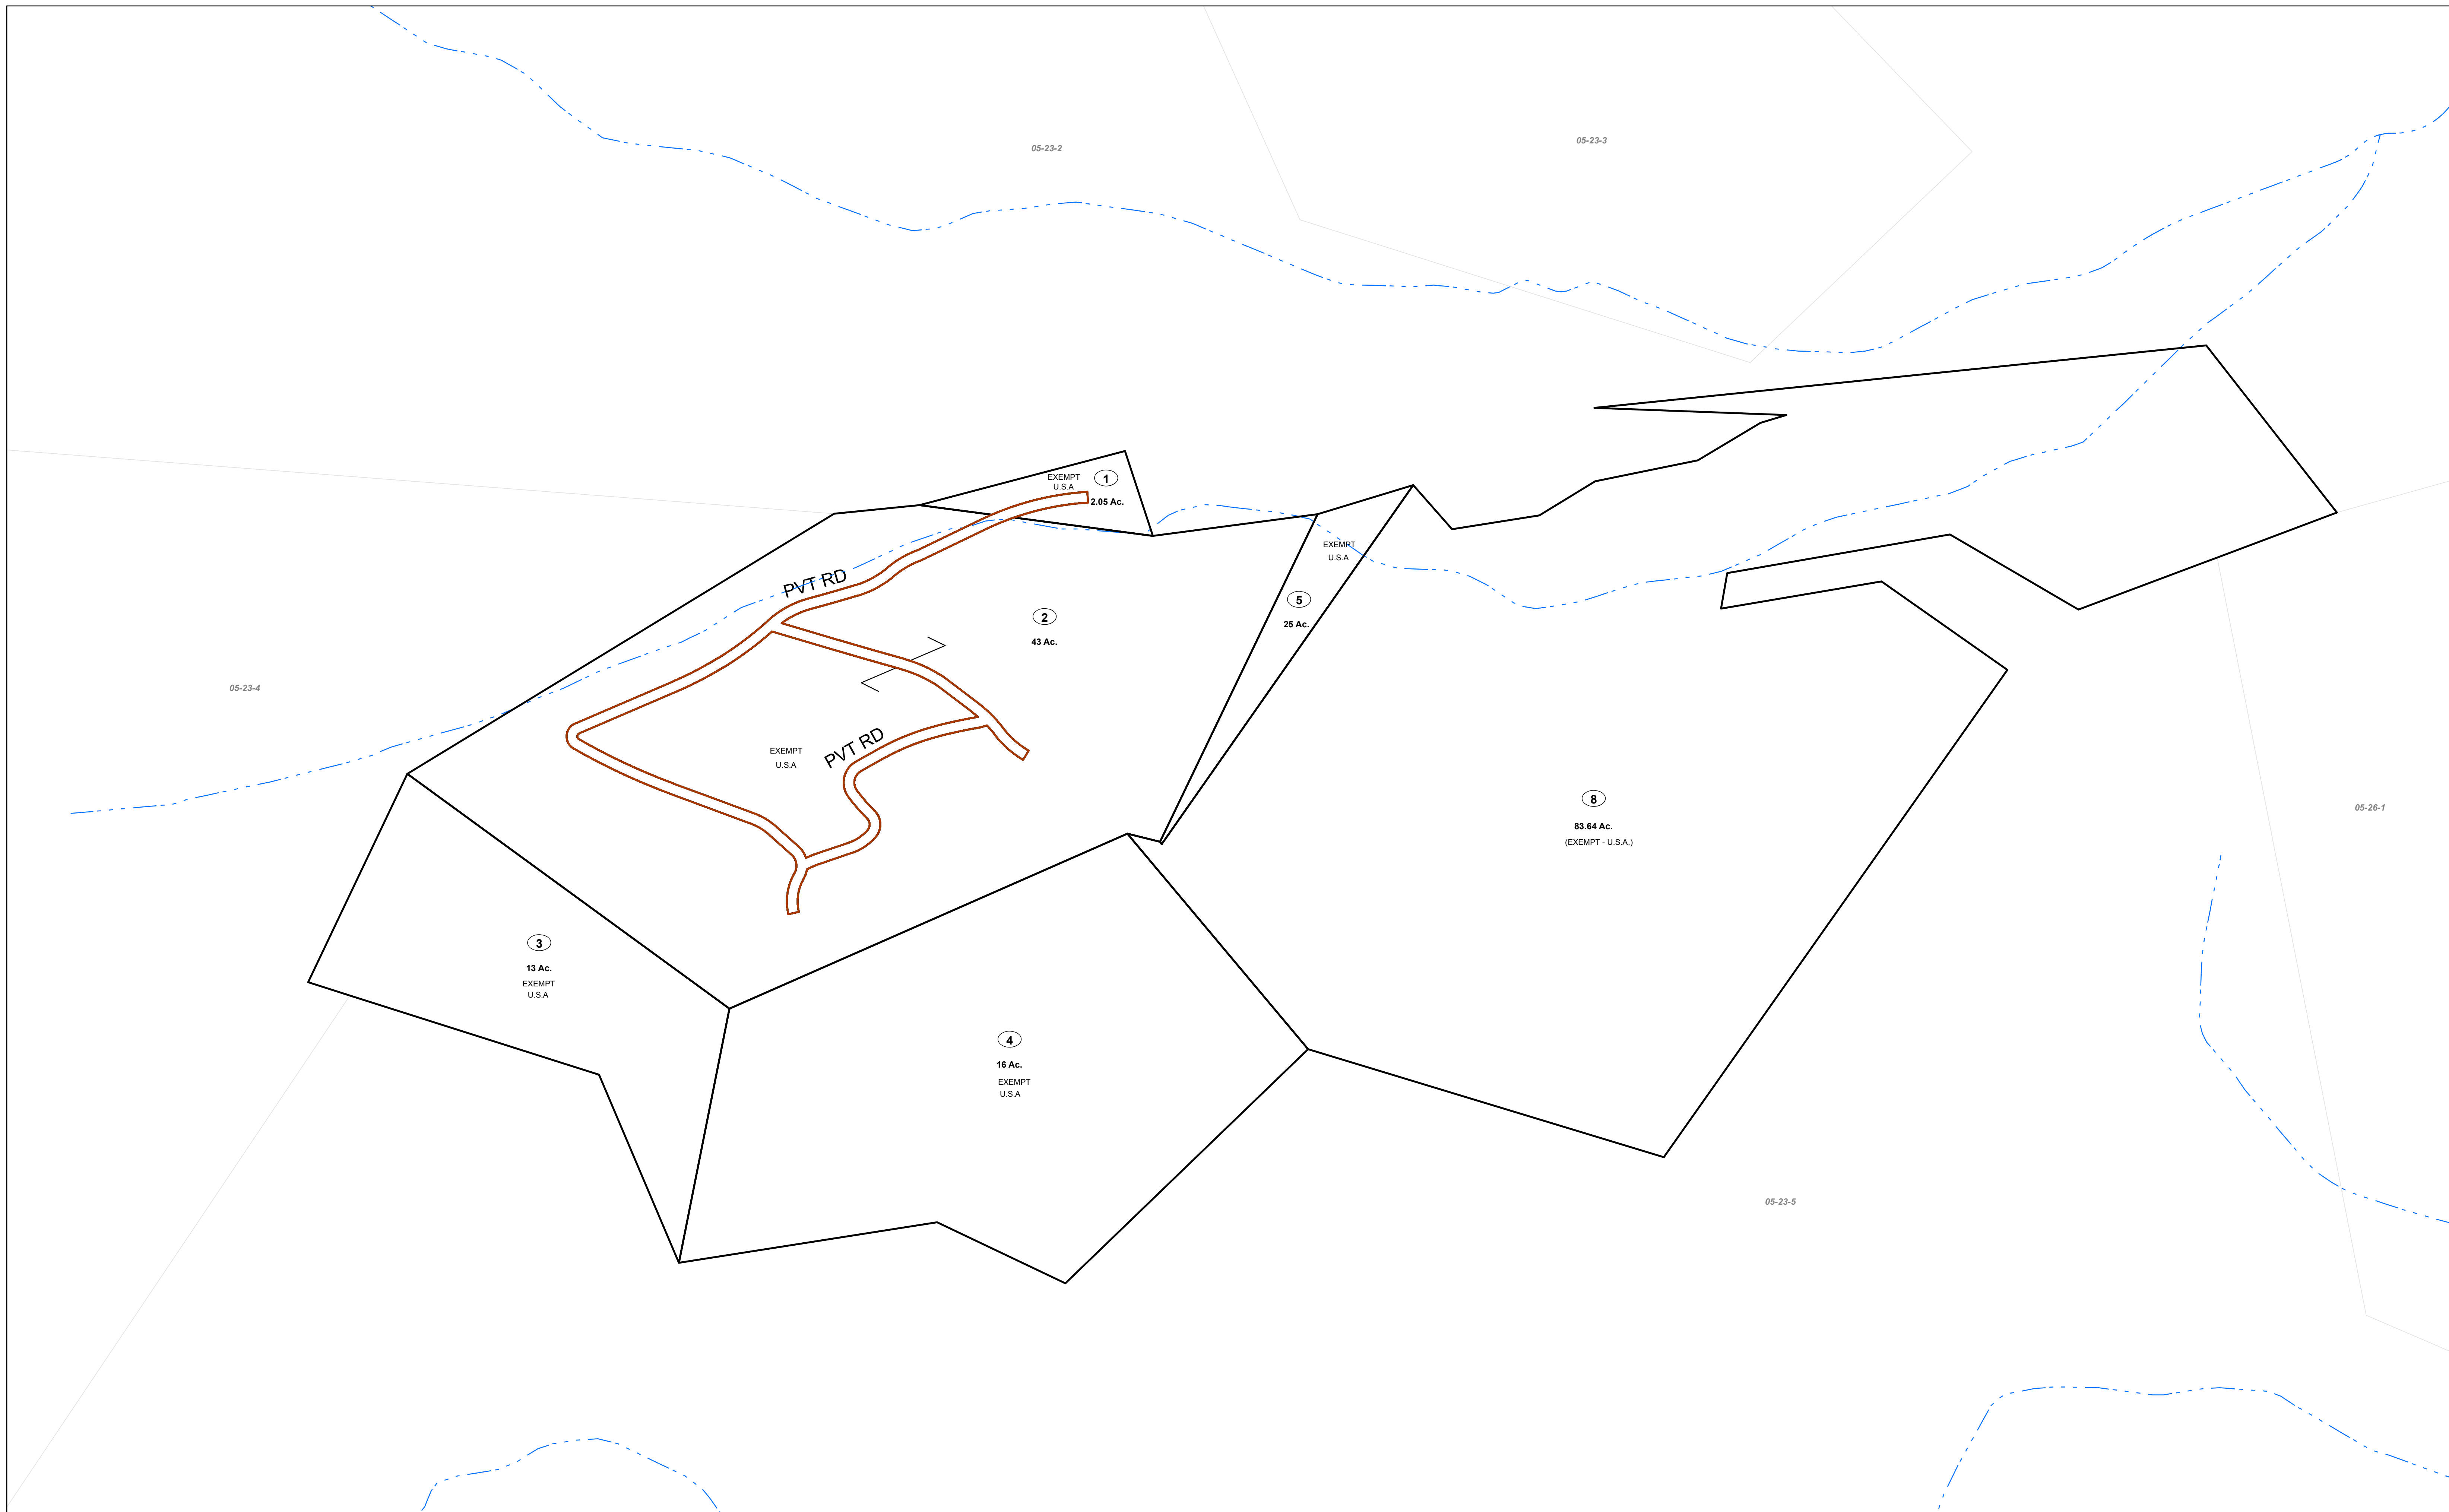 05-23-2
05-23-3
EXEMPT
U.S.A
1
2.05 Ac.
EXEMPT
U.S.A
PVT RD
5
25 Ac.
2
43 Ac.
05-23-4
PVT RD
EXEMPT
U.S.A
8
83.64 Ac.
(EXEMPT - U.S.A.)
05-26-1
3
13 Ac.
EXEMPT
U.S.A
4
16 Ac.
EXEMPT
U.S.A
05-23-5